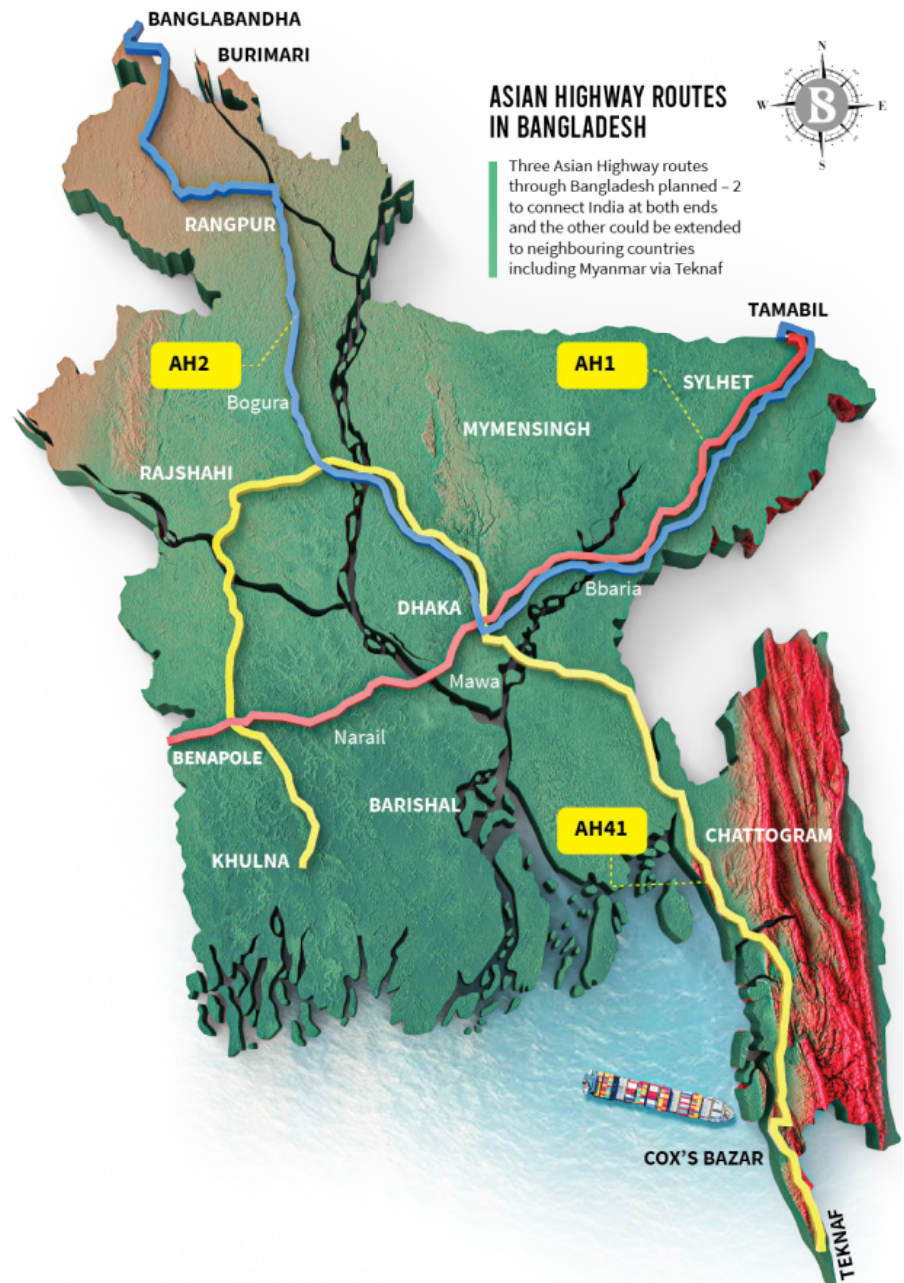 BANGLABANDHA
BURIMARI
ASIAN HIGHWAY ROUTES
IN BANGLADESH
N
W
E
S
B
Three Asian Highway routes
through Bangladesh planned – 2
to connect India at both ends
and the other could be extended
to neighbouring countries
including Myanmar via Teknaf
RANGPUR
TAMABIL
AH2
AH1
SYLHET
Bogura
MYMENSINGH
RAJSHAHI
Bbaria
DHAKA
Mawa
Narail
BENAPOLE
BARISHAL
AH41
CHATTOGRAM
KHULNA
COX'S BAZAR
TEKNAF